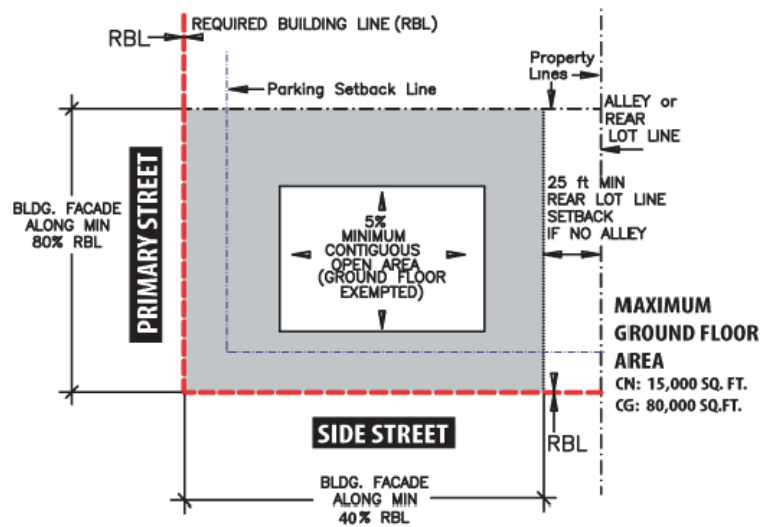 REQUIRED BUILDING LINE (RBL)
RBL
Property
Lines
Parking Setback Line
ALLEY or
REAR
LOT LINE
PRIMARY STREET
BLDG. FACADE
ALONG MIN
80% RBL
25 ft MIN
REAR LOT LINE
SETBACK
IF NO ALLEY
5%
MINIMUM
CONTIGUOUS
OPEN AREA
(GROUND FLOOR
EXEMPTED)
MAXIMUM
GROUND FLOOR
AREA
CN: 15,000 SQ. FT.
CG: 80,000 SQ.FT.
SIDE STREET
RBL
BLDG. FACADE
ALONG MIN
40% RBL